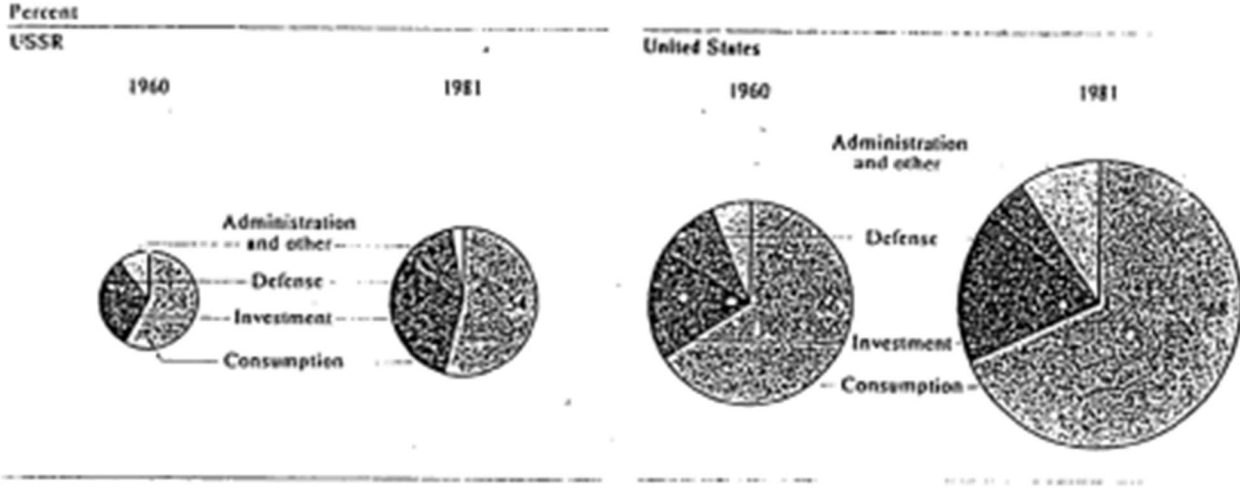 Percent
USSR
1960
1981
Administration
and other
Defense
Investment
Consumption
United States
1960
1981
Administration
and other
Defense
Investment
Consumption